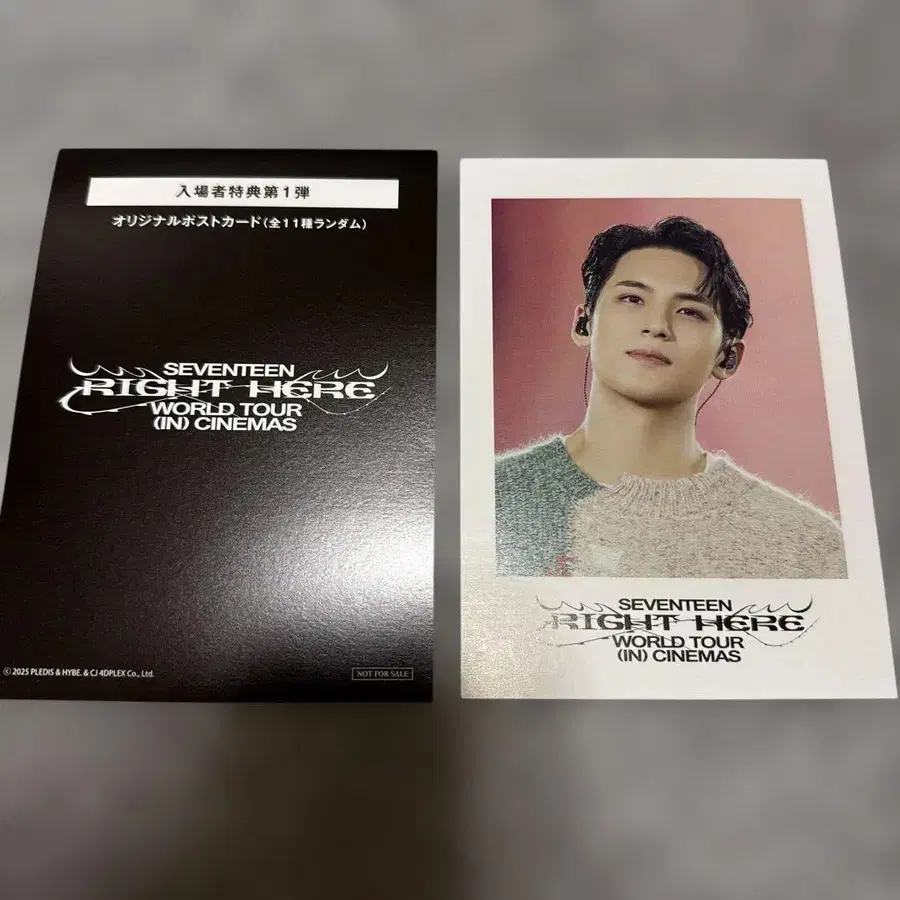 入場者特典第1弾
オリジナルポストカード(全11種ランダム)
SEVENTEEN
RIGHT HERE
WORLD TOUR
(IN) CINEMAS
© 2025 PLEDIS & HYBE. & CJ 4DPLEX Co., Ltd.
NOT FOR SALE
SEVENTEEN
RIGHT HERE
WORLD TOUR
(IN) CINEMAS